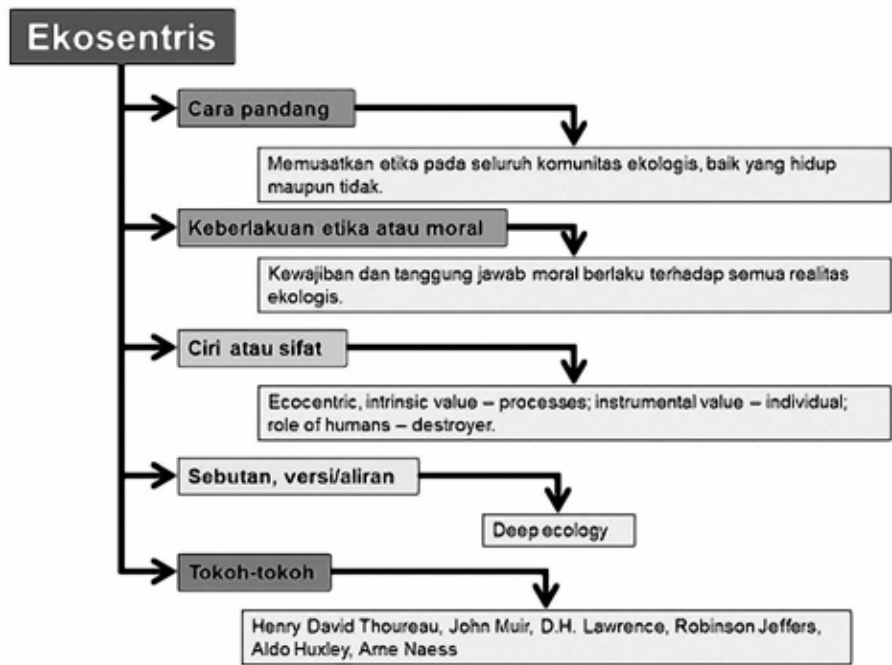 Ekosentris
Cara pandang
Memusatkan etika pada seluruh komunitas ekologis, baik yang hidup
maupun tidak.
Keberlakuan etika atau moral
Kewajiban dan tanggung jawab moral berlaku terhadap semua realitas
ekologis.
Ciri atau sifat
Ecocentric, intrinsic value – processes; instrumental value – individual;
role of humans – destroyer.
Sebutan, versi/aliran
Deep ecology
Tokoh-tokoh
Henry David Thoureau, John Muir, D.H. Lawrence, Robinson Jeffers,
Aldo Huxley, Arne Naess